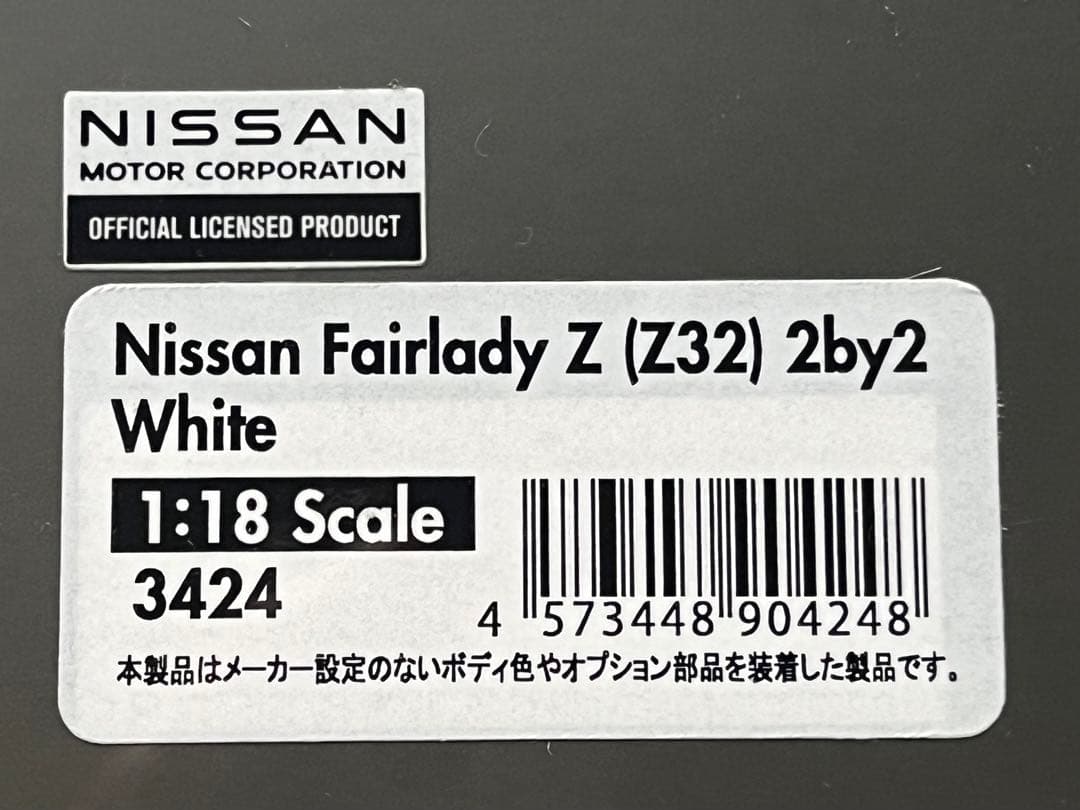 NISSAN
MOTOR CORPORATION
OFFICIAL LICENSED PRODUCT
Nissan Fairlady Z (Z32) 2by2
White
1:18 Scale
3424
4 573448 904248
本製品はメーカー設定のないボディ色やオプション部品を装着した製品です。